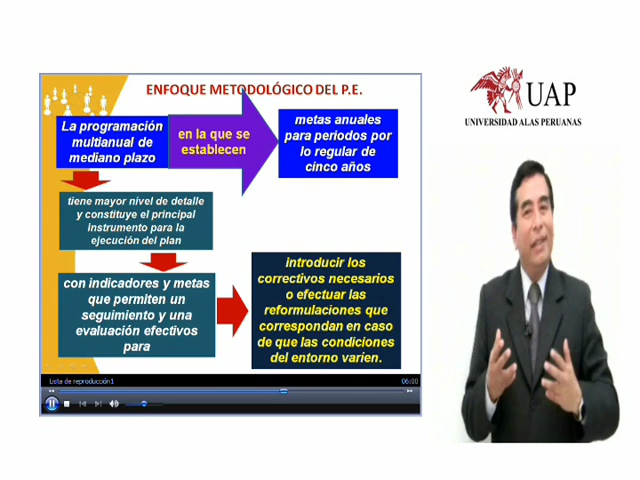 ENFOQUE METODOLÓGICO DEL P.E.
La programación
multianual de
mediano plazo
en la que se
establecen
metas anuales
para periodos por
lo regular de
cinco años
tiene mayor nivel de detalle
y constituye el principal
instrumento para la
ejecución del plan
con indicadores y metas
que permiten un
seguimiento y una
evaluación efectivos
para
introducir los
correctivos necesarios
o efectuar las
reformulaciones que
correspondan en caso
de que las condiciones
del entorno varíen.
Lista de reproducción1
06:00
UAP
UNIVERSIDAD ALAS PERUANAS